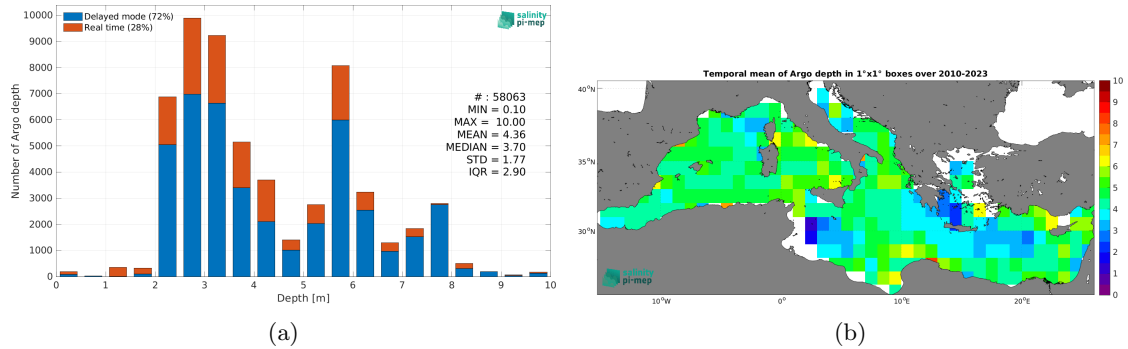 Delayed mode (72%)
Real time (28%)
salinity
pi-mep
Number of Argo depth
10000
9000
8000
7000
6000
5000
4000
3000
2000
1000
0
# : 58063
MIN = 0.10
MAX = 10.00
MEAN = 4.36
MEDIAN = 3.70
STD = 1.77
IQR = 2.90
0 1 2 3 4 5 6 7 8 9 10
Depth [m]
(a)
Temporal mean of Argo depth in 1°x1° boxes over 2010-2023
40°N
35°N
30°N
10°W 0° 10°E 20°E
salinity
pi-mep
10
9
8
7
6
5
4
3
2
1
0
(b)